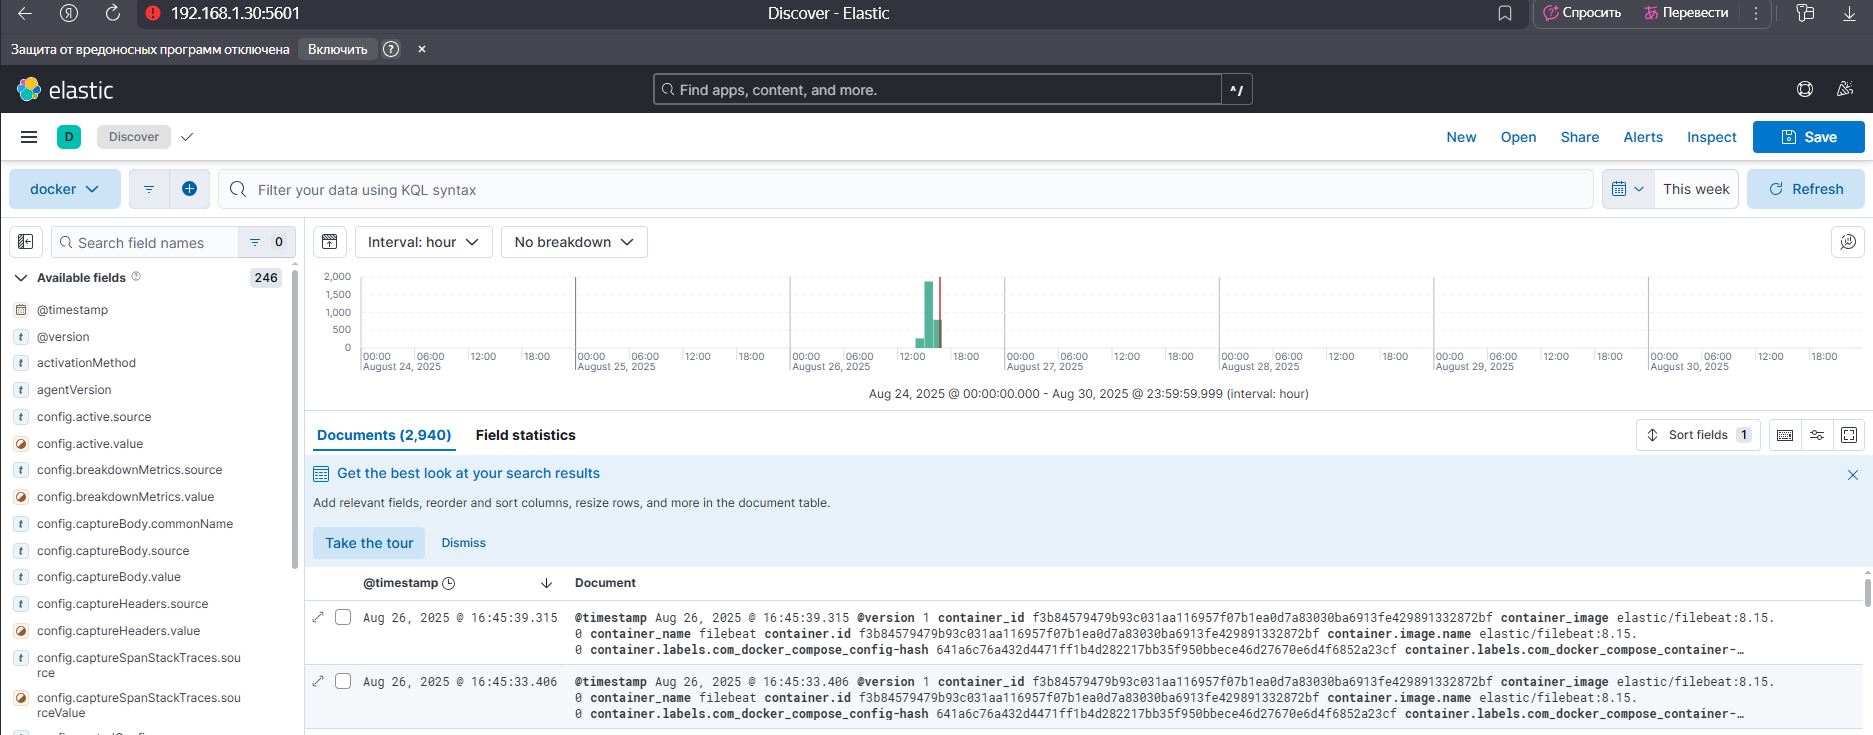 192.168.1.30:5601
Discover - Elastic
Спросить
Перевести
Защита от вредоносных программ отключена
Включить
elastic
Find apps, content, and more.
^/
D
Discover
New
Open
Share
Alerts
Inspect
Save
docker
Filter your data using KQL syntax
This week
Refresh
Search field names
0
Available fields
246
@timestamp
@version
activationMethod
agentVersion
config.active.source
config.active.value
config.breakdownMetrics.source
config.breakdownMetrics.value
config.captureBody.commonName
config.captureBody.source
config.captureBody.value
config.captureHeaders.source
config.captureHeaders.value
config.captureSpanStackTraces.sou
rce
config.captureSpanStackTraces.sou
rceValue
Interval: hour
No breakdown
2,000
1,500
1,000
500
0
00:00 06:00 12:00 18:00 00:00 06:00 12:00 18:00 00:00 06:00 12:00 18:00 00:00 06:00 12:00 18:00 00:00 06:00 12:00 18:00 00:00 06:00 12:00 18:00 00:00 06:00 12:00 18:00
August 24, 2025 August 25, 2025 August 26, 2025 August 27, 2025 August 28, 2025 August 29, 2025 August 30, 2025
Aug 24, 2025 @ 00:00:00.000 - Aug 30, 2025 @ 23:59:59.999 (interval: hour)
Documents (2,940)
Field statistics
Sort fields 1
Get the best look at your search results
Add relevant fields, reorder and sort columns, resize rows, and more in the document table.
Take the tour
Dismiss
@timestamp
Document
Aug 26, 2025 @ 16:45:39.315
@timestamp Aug 26, 2025 @ 16:45:39.315 @version 1 container_id f3b84579479b93c031aa116957f07b1ea0d7a83030ba6913fe429891332872bf container_image elastic/filebeat:8.15.
0 container_name filebeat container.id f3b84579479b93c031aa116957f07b1ea0d7a83030ba6913fe429891332872bf container.image.name elastic/filebeat:8.15.
0 container.labels.com_docker_compose_config-hash 641a6c76a432d4471ff1b4d282217bb35f950bbece46d27670e6d4f6852a23cf container.labels.com_docker_compose_container-…
Aug 26, 2025 @ 16:45:33.406
@timestamp Aug 26, 2025 @ 16:45:33.406 @version 1 container_id f3b84579479b93c031aa116957f07b1ea0d7a83030ba6913fe429891332872bf container_image elastic/filebeat:8.15.
0 container_name filebeat container.id f3b84579479b93c031aa116957f07b1ea0d7a83030ba6913fe429891332872bf container.image.name elastic/filebeat:8.15.
0 container.labels.com_docker_compose_config-hash 641a6c76a432d4471ff1b4d282217bb35f950bbece46d27670e6d4f6852a23cf container.labels.com_docker_compose_container-…